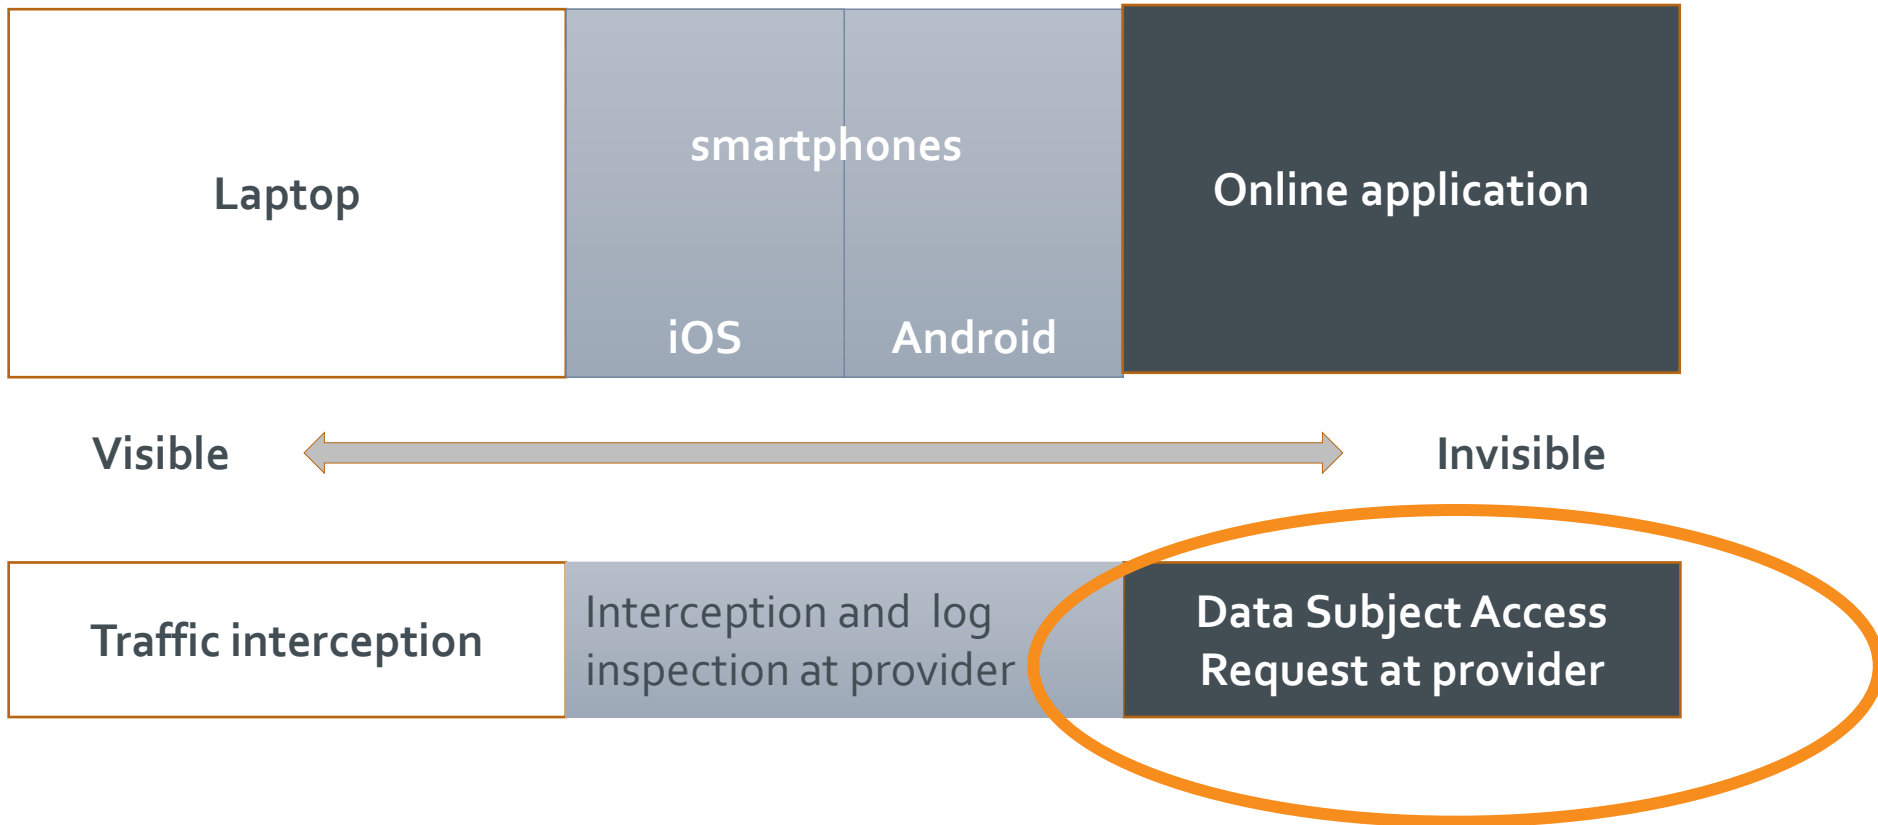 smartphones
Laptop
Online application
iOS
Android
Visible
Invisible
Traffic interception
Interception and log
inspection at provider
Data Subject Access
Request at provider